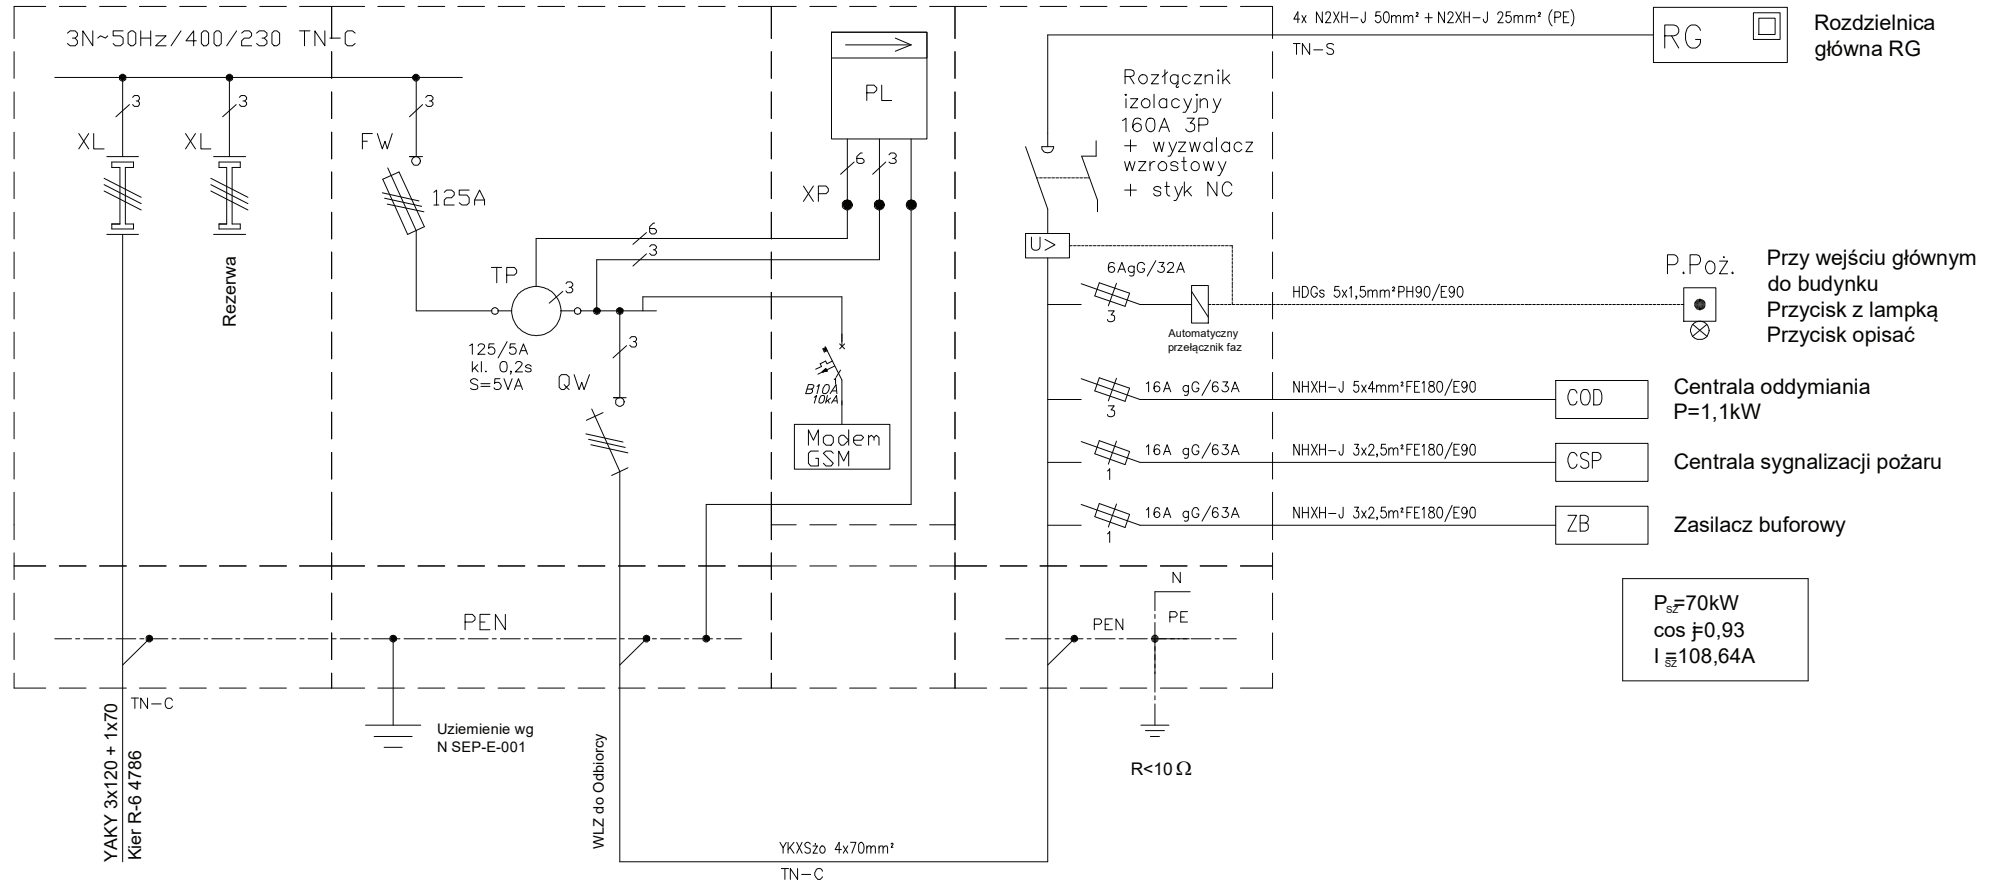 3N~50Hz/400/230 TN-C
3
3
3
XL
XL
FW
125A
Rezerwa
TP
3
125/5A
kl. 0,2s
S=5VA
6
3
3
QW
PL
6
3
XP
B10A
10kA
Modem
GSM
4x N2XH-J 50mm² + N2XH-J 25mm² (PE)
TN-S
RG
Rozdzielnica
główna RG
Rozłącznik
izolacyjny
160A 3P
+ wyzwalacz
wzrostowy
+ styk NC
U>
6AgG/32A
3
Automatyczny
przełącznik faz
HDGs 5x1,5mm²PH90/E90
P.Poż.
Przy wejściu głównym
do budynku
Przycisk z lampką
Przycisk opisać
16A gG/63A
3
NHXH-J 5x4mm²FE180/E90
COD
Centrala oddymiania
P=1,1kW
16A gG/63A
1
NHXH-J 3x2,5m²FE180/E90
CSP
Centrala sygnalizacji pożaru
16A gG/63A
1
NHXH-J 3x2,5m²FE180/E90
ZB
Zasilacz buforowy
PEN
PEN
N
PE
Psz=70kW
cos j=0,93
I sz=108,64A
TN-C
YAKY 3x120 + 1x70
Kier R-6 4786
Uziemienie wg
N SEP-E-001
WLZ do Odbiorcy
R<10 Ω
YKXSżo 4x70mm²
TN-C